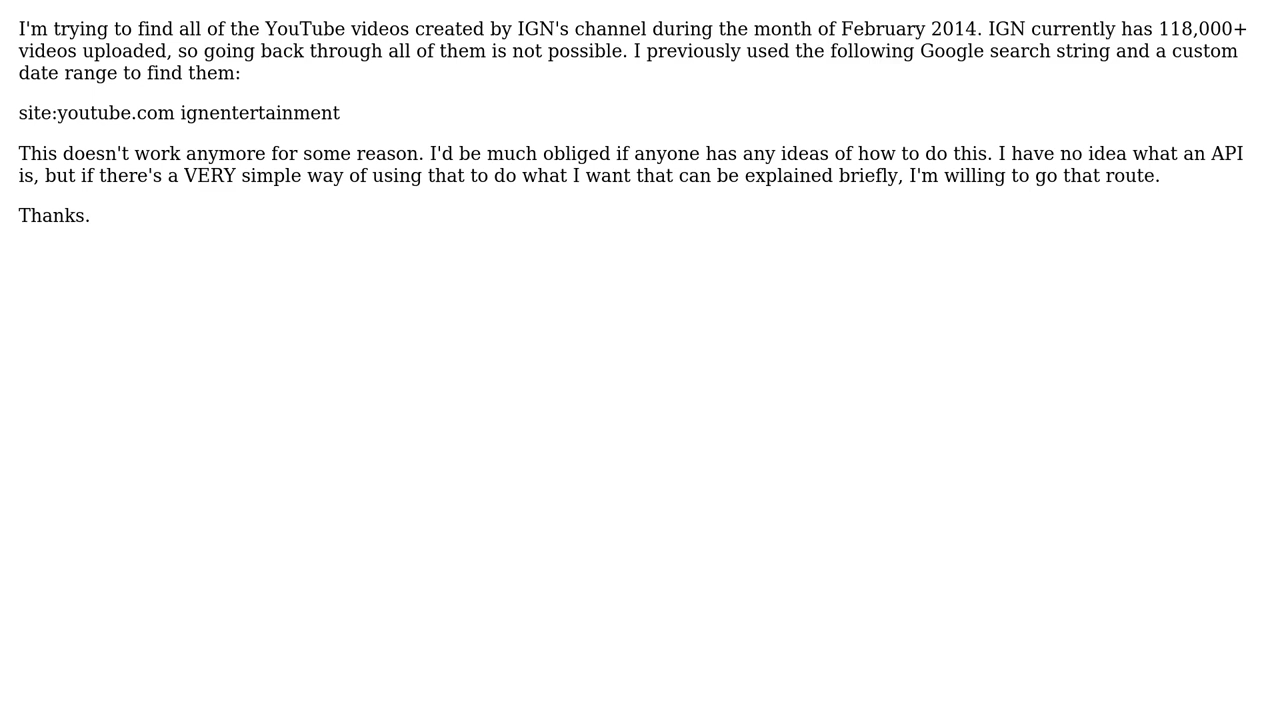 I'm trying to find all of the YouTube videos created by IGN's channel during the month of February 2014. IGN currently has 118,000+
videos uploaded, so going back through all of them is not possible. I previously used the following Google search string and a custom
date range to find them:
site:youtube.com ignentertainment
This doesn't work anymore for some reason. I'd be much obliged if anyone has any ideas of how to do this. I have no idea what an API
is, but if there's a VERY simple way of using that to do what I want that can be explained briefly, I'm willing to go that route.
Thanks.